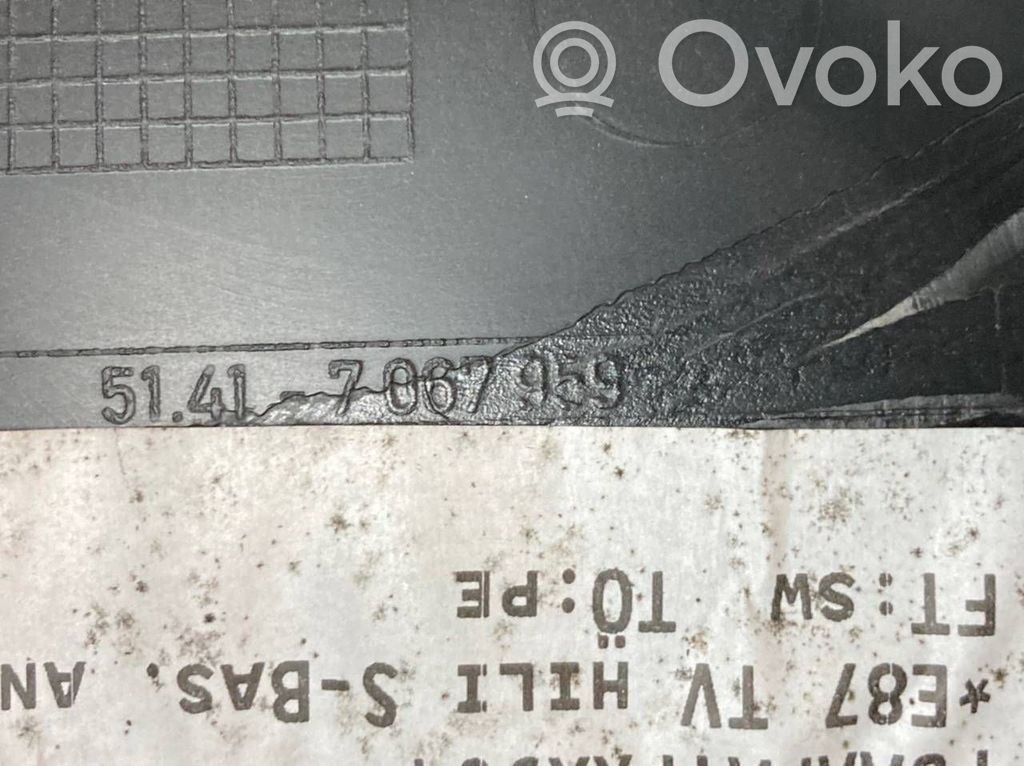 Ovoko
51.41 - 7 067 959
*E87 TV HILI S-BAS. AN
FT:SW TÖ:PE